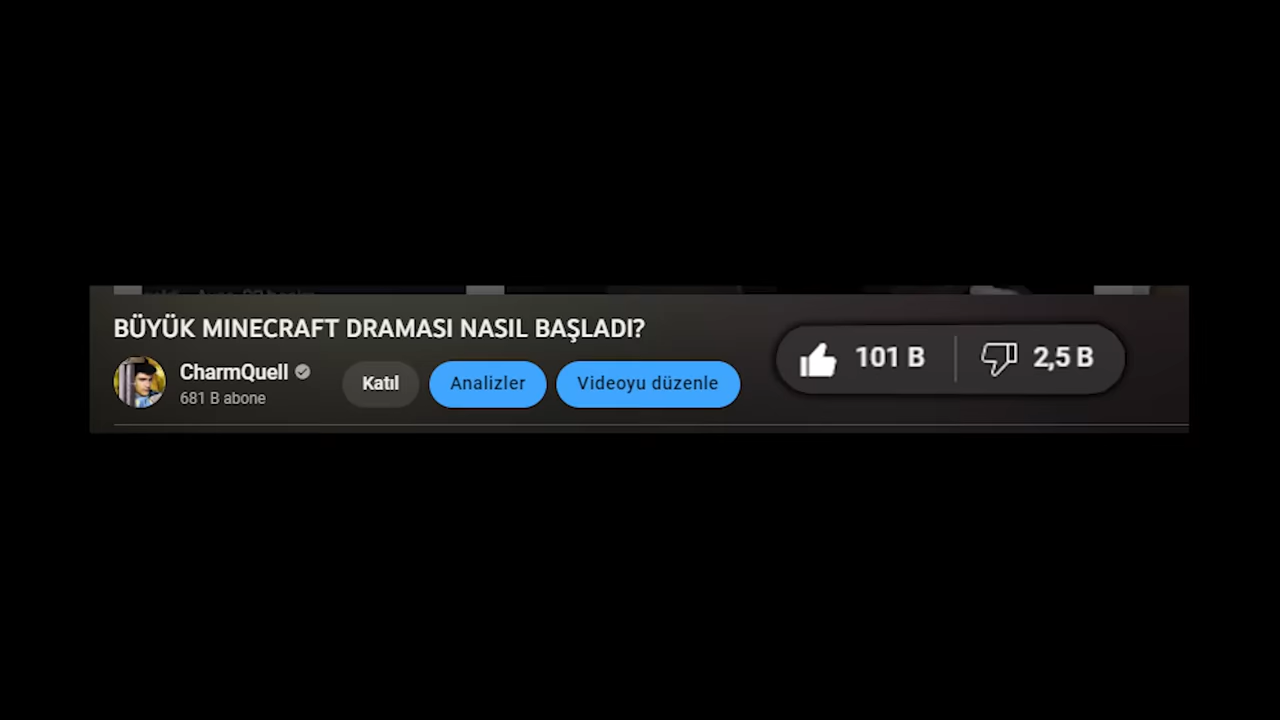 BÜYÜK MINECRAFT DRAMASI NASIL BAŞLADI?
CharmQuell
681 B abone
Katıl
Analizler
Videoyu düzenle
101 B
2,5 B